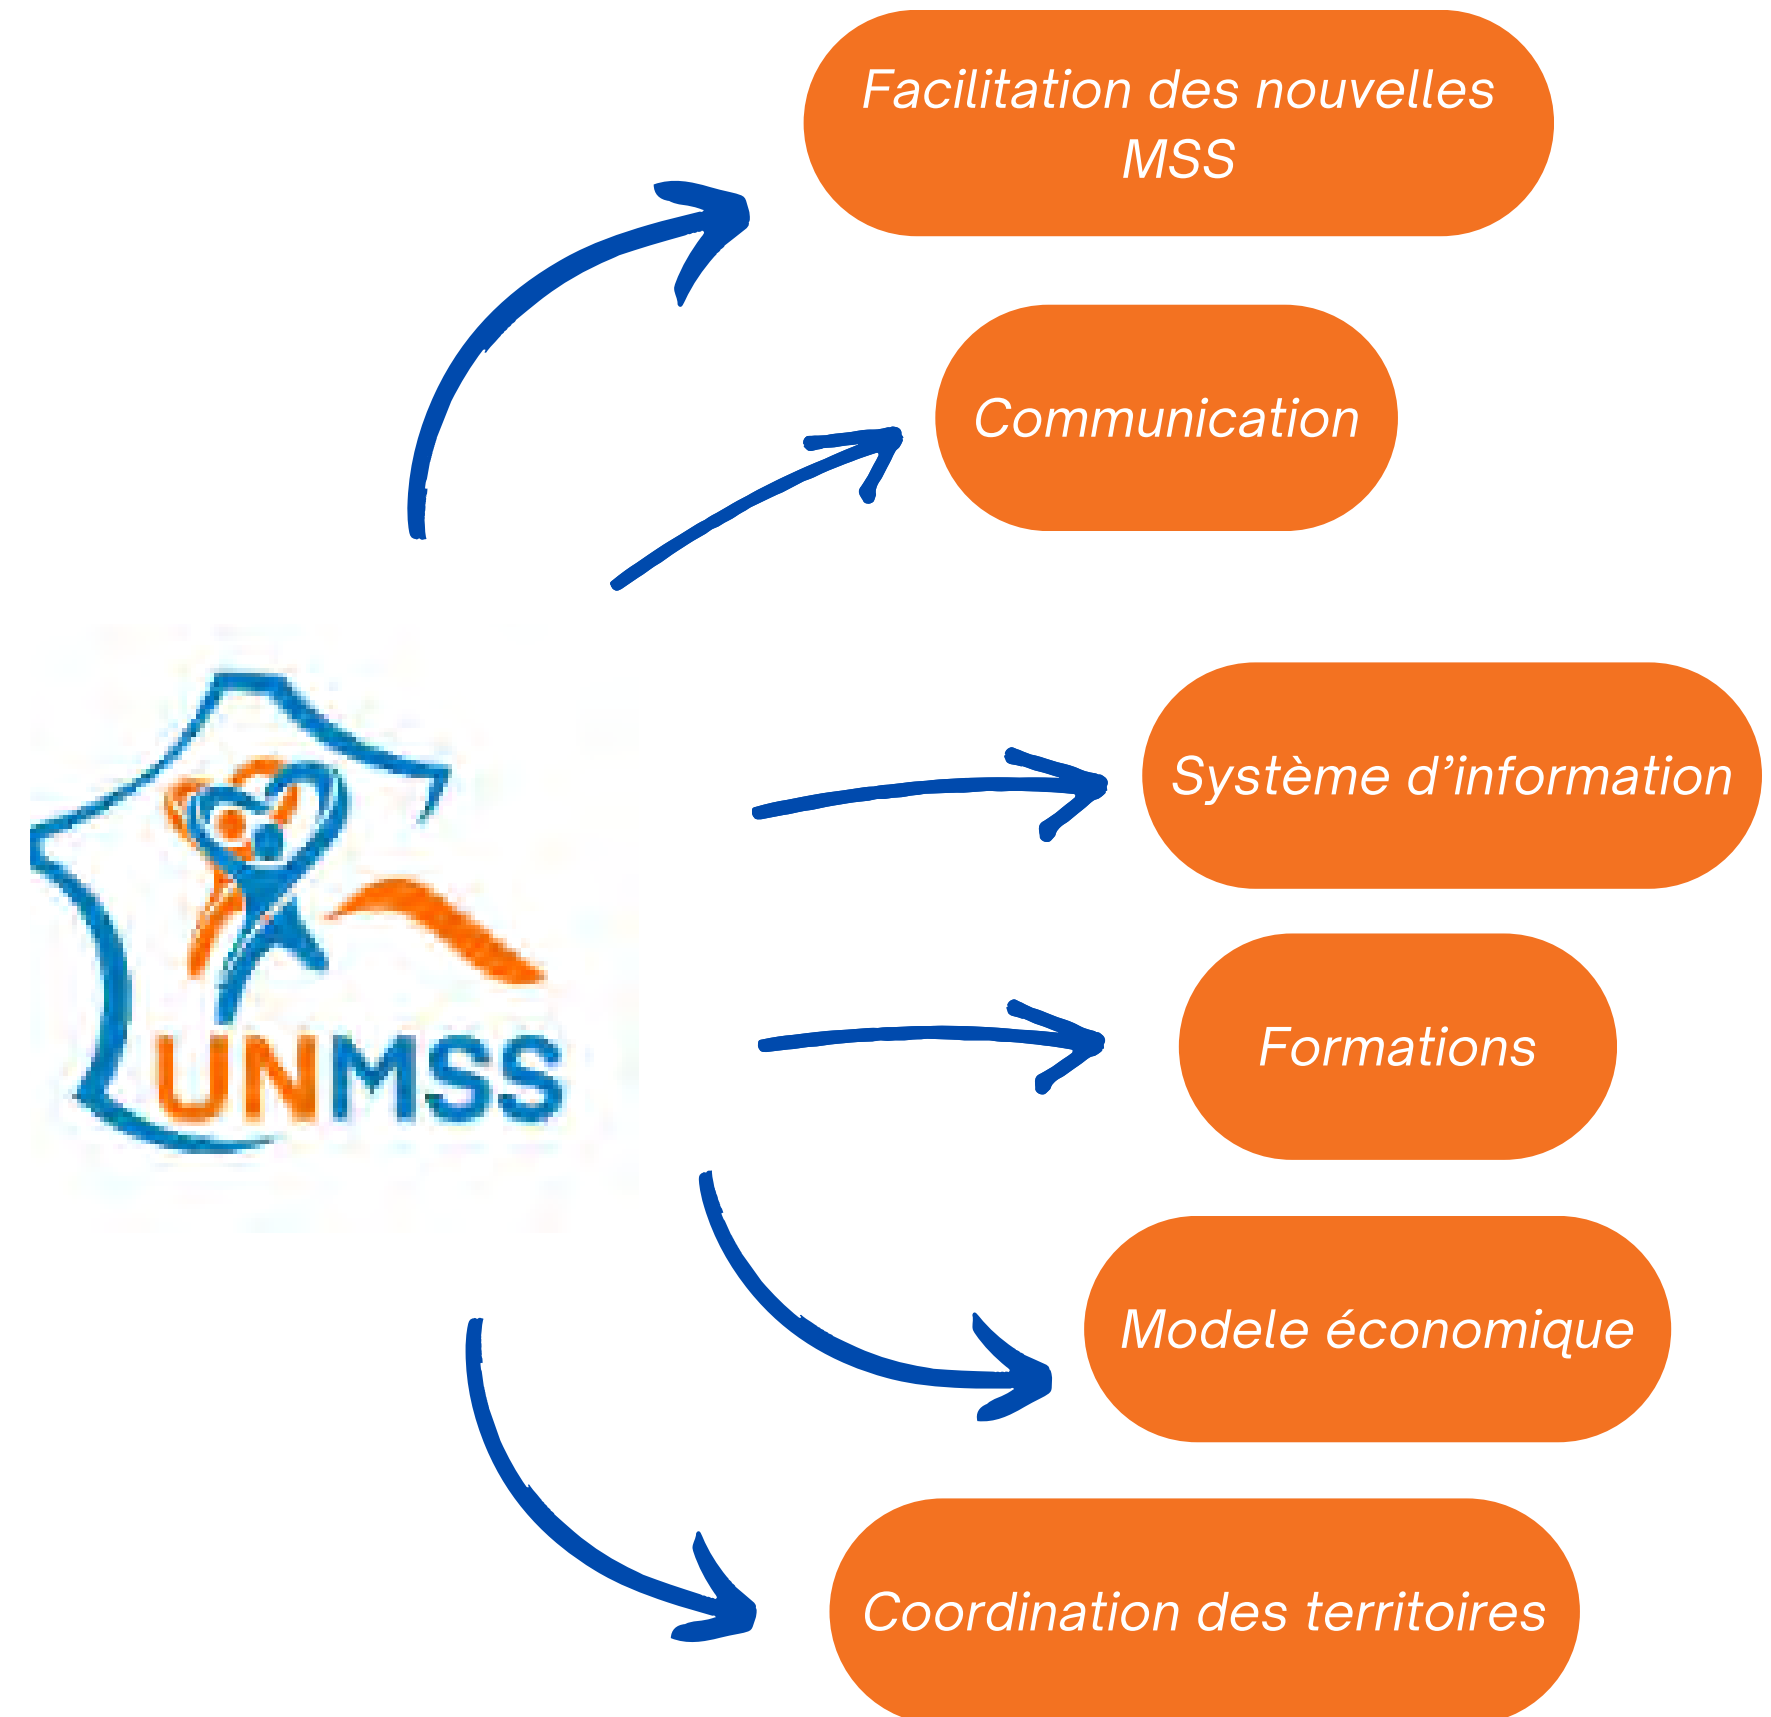 Facilitation des nouvelles
MSS
Communication
Système d’information
UNMSS
Formations
Modele économique
Coordination des territoires